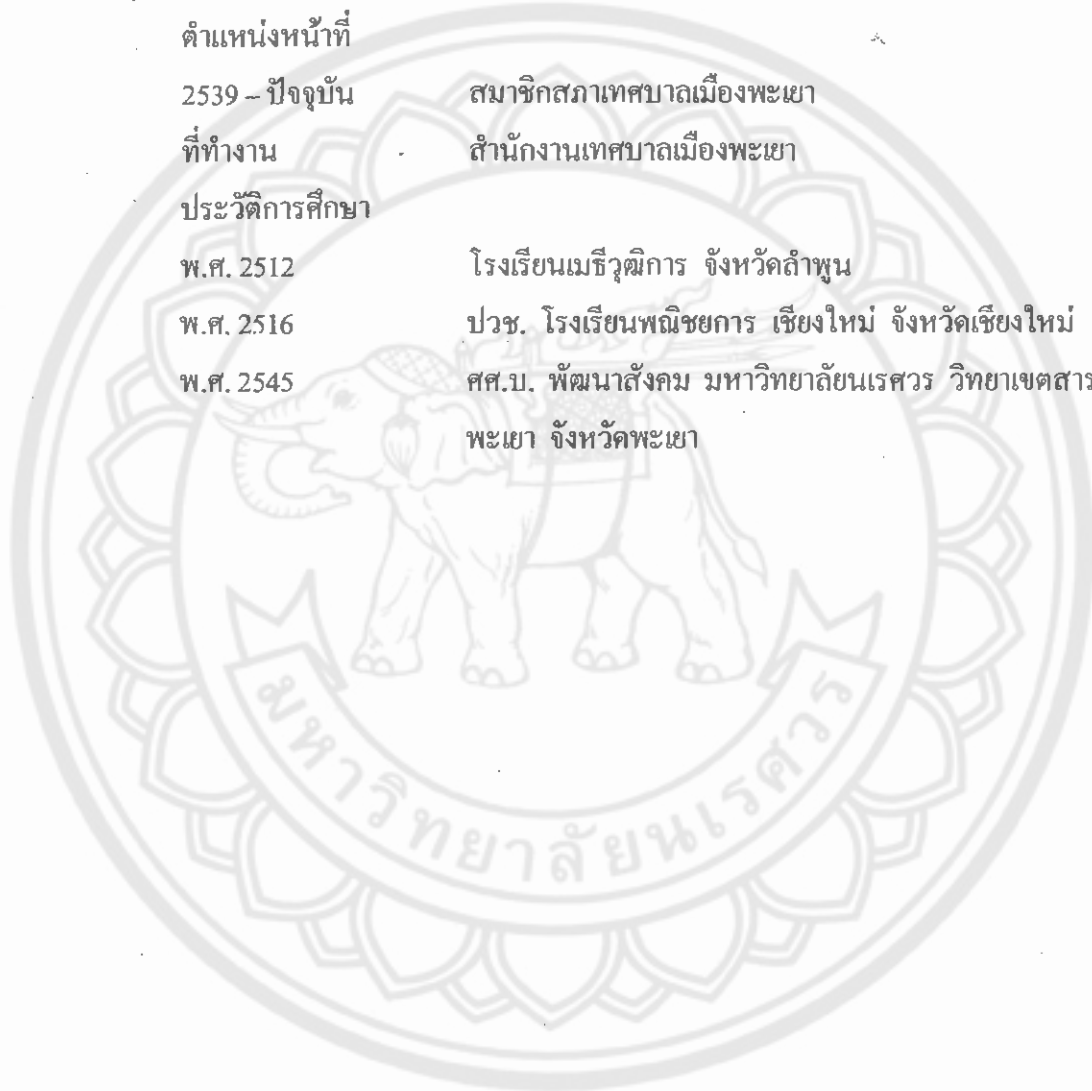 ตำแหน่งหน้าที่
2539 – ปัจจุบัน สมาชิกสภาเทศบาลเมืองพะเยา
ที่ทำงาน สำนักงานเทศบาลเมืองพะเยา
ประวัติการศึกษา
พ.ศ. 2512 โรงเรียนเมธีวุฒิการ จังหวัดลำพูน
พ.ศ. 2516 ปวช. โรงเรียนพณิชยการ เชียงใหม่ จังหวัดเชียงใหม่
พ.ศ. 2545 ศศ.บ. พัฒนาสังคม มหาวิทยาลัยนเรศวร วิทยาเขตสาร
พะเยา จังหวัดพะเยา
มหาวิทยาลัยนเรศวร